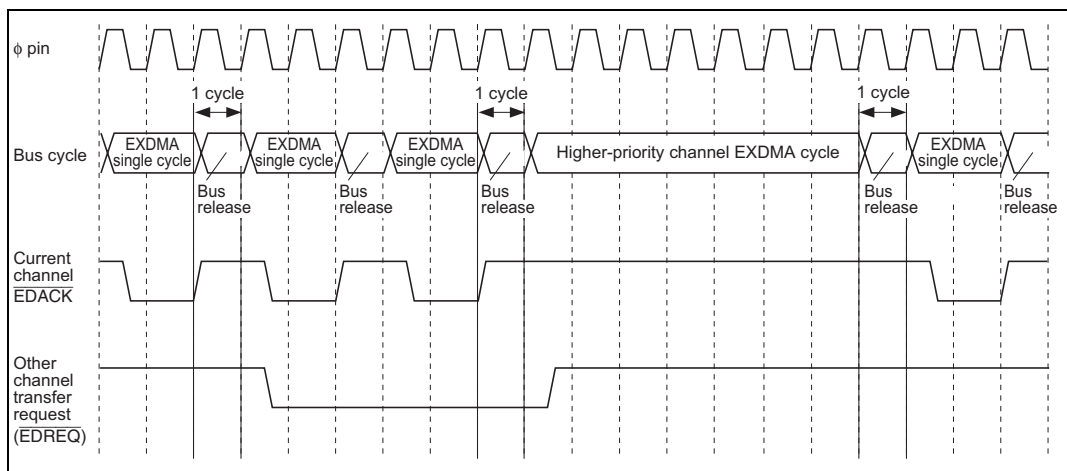 φ pin
1 cycle
1 cycle
1 cycle
Bus cycle
EXDMA
single cycle
EXDMA
single cycle
EXDMA
single cycle
Higher-priority channel EXDMA cycle
EXDMA
single cycle
Bus
release
Bus
release
Bus
release
Bus
release
Bus
release
Current
channel
EDACK
Other
channel
transfer
request
(EDREQ)